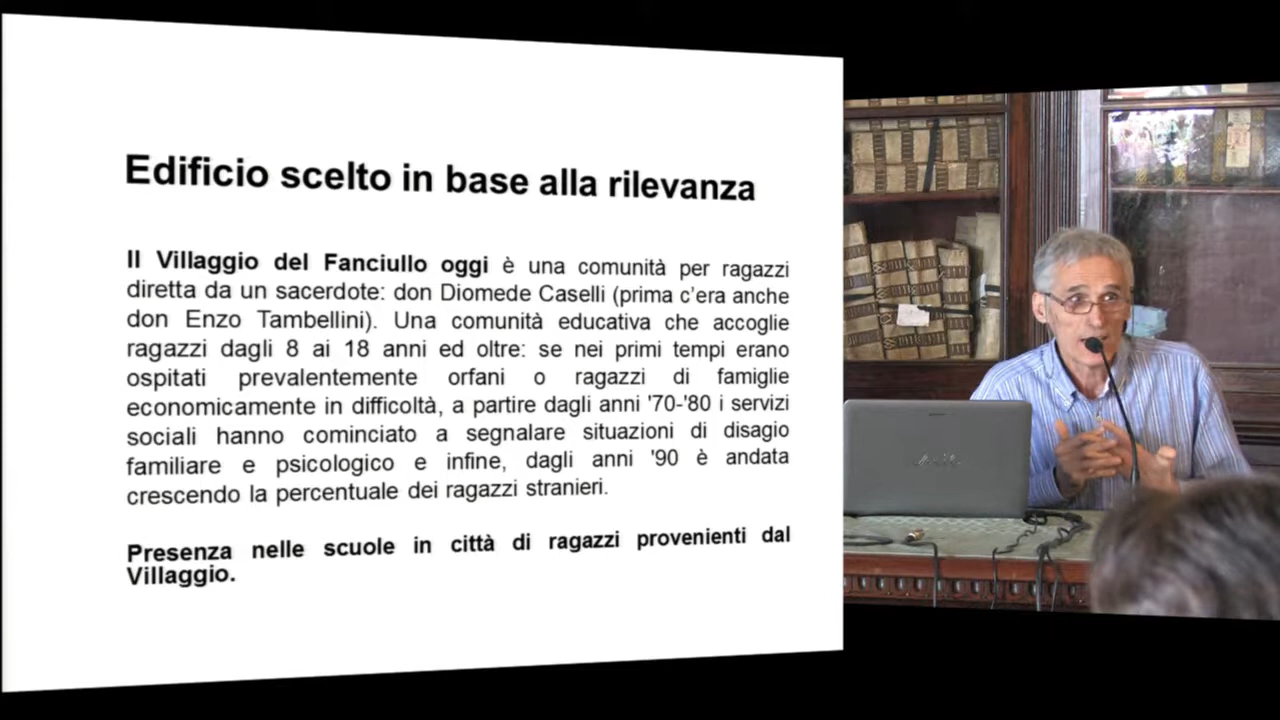 Edificio scelto in base alla rilevanza
Il Villaggio del Fanciullo oggi è una comunità per ragazzi
diretta da un sacerdote: don Diomede Caselli (prima c'era anche
don Enzo Tambellini). Una comunità educativa che accoglie
ragazzi dagli 8 ai 18 anni ed oltre: se nei primi tempi erano
ospitati prevalentemente orfani o ragazzi di famiglie
economicamente in difficoltà, a partire dagli anni '70-'80 i servizi
sociali hanno cominciato a segnalare situazioni di disagio
familiare e psicologico e infine, dagli anni '90 è andata
crescendo la percentuale dei ragazzi stranieri.
Presenza nelle scuole in città di ragazzi provenienti dal
Villaggio.